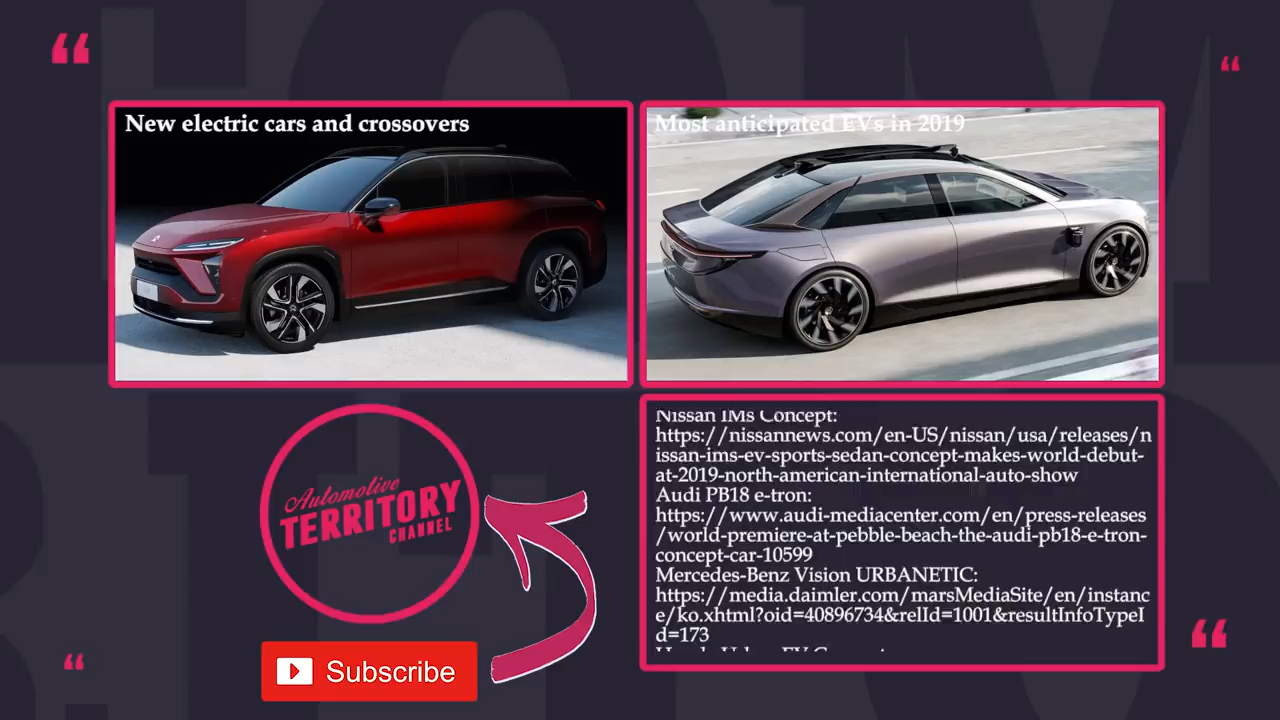 New electric cars and crossovers
Most anticipated EVs in 2019
Nissan IMs Concept:
https://nissannews.com/en-US/nissan/usa/releases/n
issan-ims-ev-sports-sedan-concept-makes-world-debut-
at-2019-north-american-international-auto-show
Audi PB18 e-tron:
https://www.audi-mediacenter.com/en/press-releases
/world-premiere-at-pebble-beach-the-audi-pb18-e-tron-
concept-car-10599
Mercedes-Benz Vision URBANETIC:
https://media.daimler.com/marsMediaSite/en/instanc
e/ko.xhtml?oid=40896734&relId=1001&resultInfoTypeI
d=173
Automotive
TERRITORY
CHANNEL
Subscribe